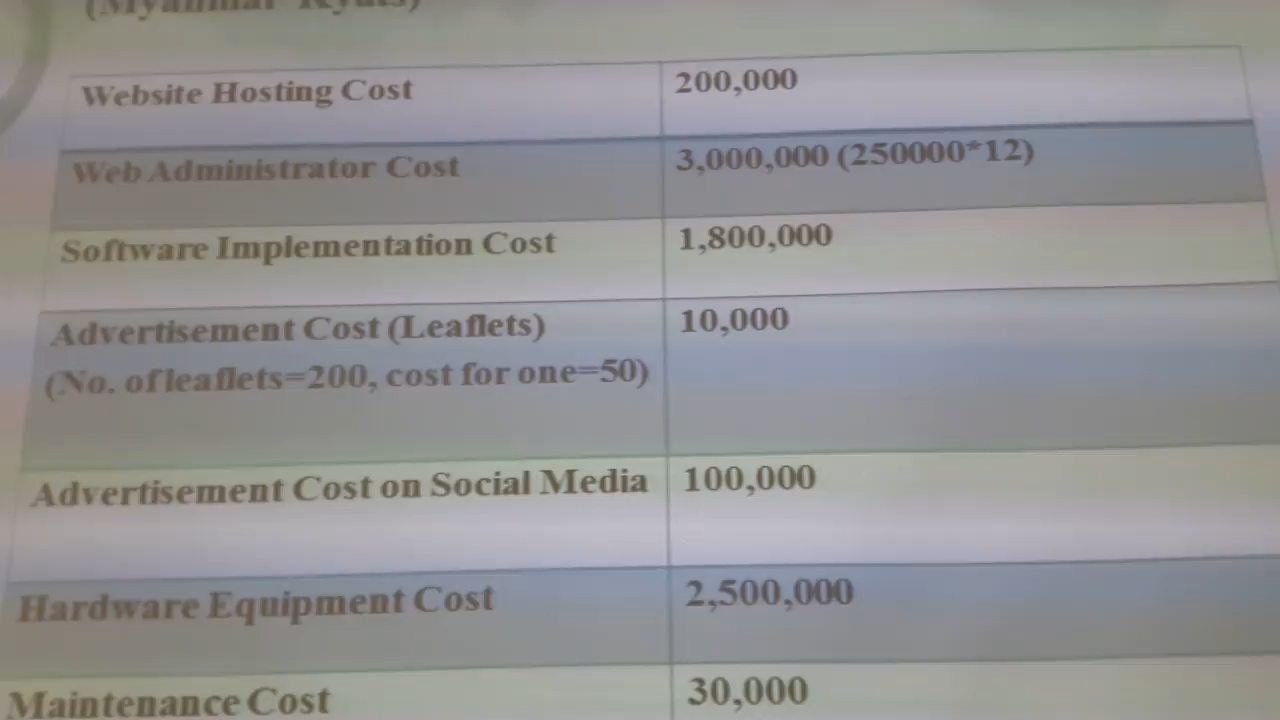 (Myanmar Kyats)
Website Hosting Cost 200,000
Web Administrator Cost 3,000,000 (250000*12)
Software Implementation Cost 1,800,000
Advertisement Cost (Leaflets) 10,000
(No. of leaflets=200, cost for one=50)
Advertisement Cost on Social Media 100,000
Hardware Equipment Cost 2,500,000
Maintenance Cost 30,000